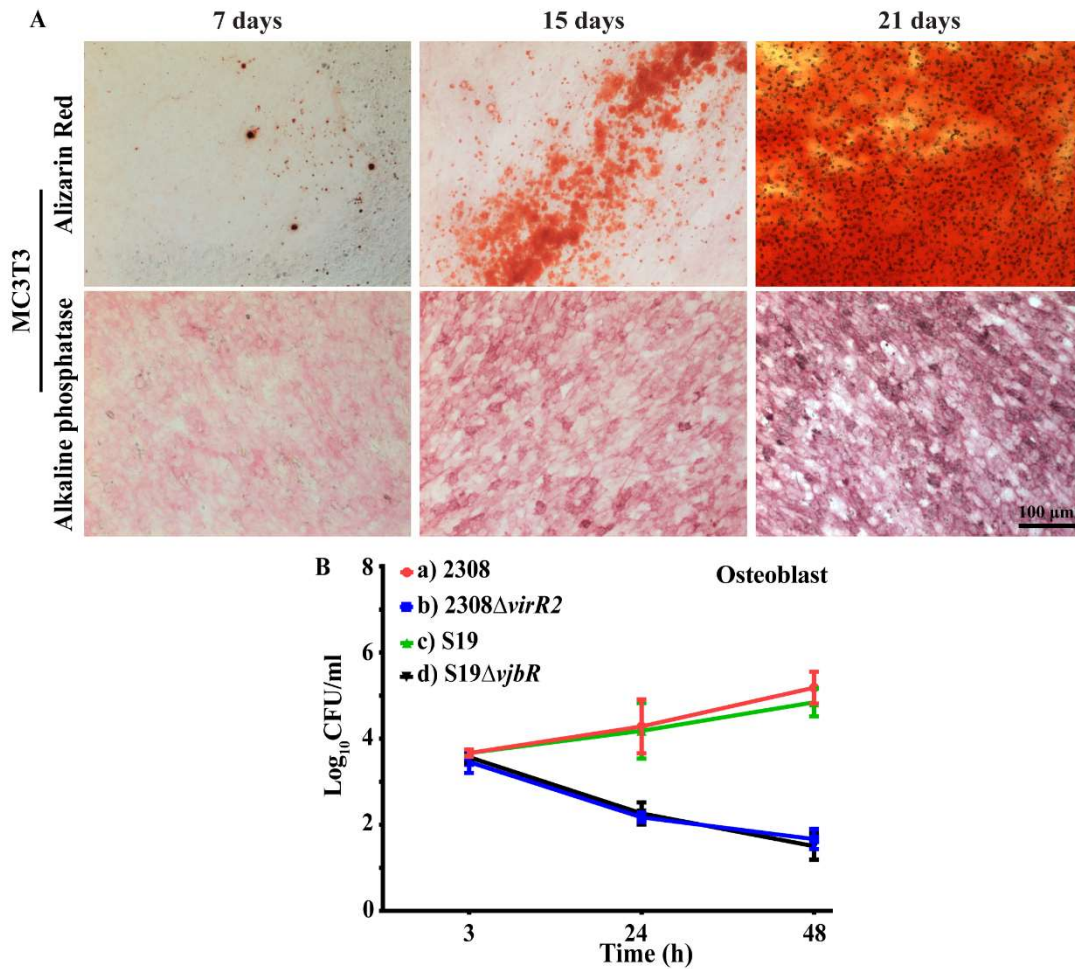 A
7 days 15 days 21 days
MC3T3
Alizarin Red
Alkaline phosphatase
100 µm
B
8
6
4
2
0
Log₁₀CFU/ml
a) 2308
b) 2308ΔvirR2
c) S19
d) S19ΔvjbR
Osteoblast
3 24 48
Time (h)